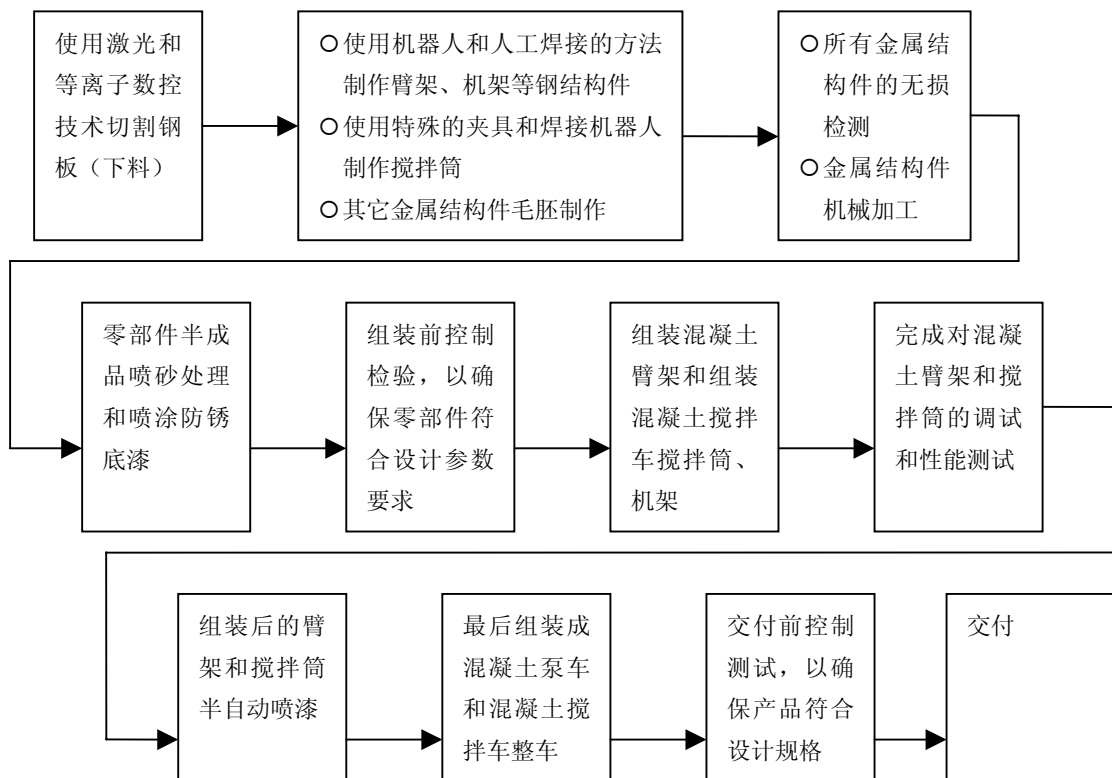 使用激光和
等离子数控
技术切割钢
板（下料）
○使用机器人和人工焊接的方法
制作臂架、机架等钢结构件
○使用特殊的夹具和焊接机器人
制作搅拌筒
○其它金属结构件毛胚制作
○所有金属结
构件的无损
检测
○金属结构件
机械加工
零部件半成
品喷砂处理
和喷涂防锈
底漆
组装前控制
检验，以确
保零部件符
合设计参数
要求
组装混凝土
臂架和组装
混凝土搅拌
车搅拌筒、
机架
完成对混凝
土臂架和搅
拌筒的调试
和性能测试
组装后的臂
架和搅拌筒
半自动喷漆
最后组装成
混凝土泵车
和混凝土搅
拌车整车
交付前控制
测试，以确
保产品符合
设计规格
交付